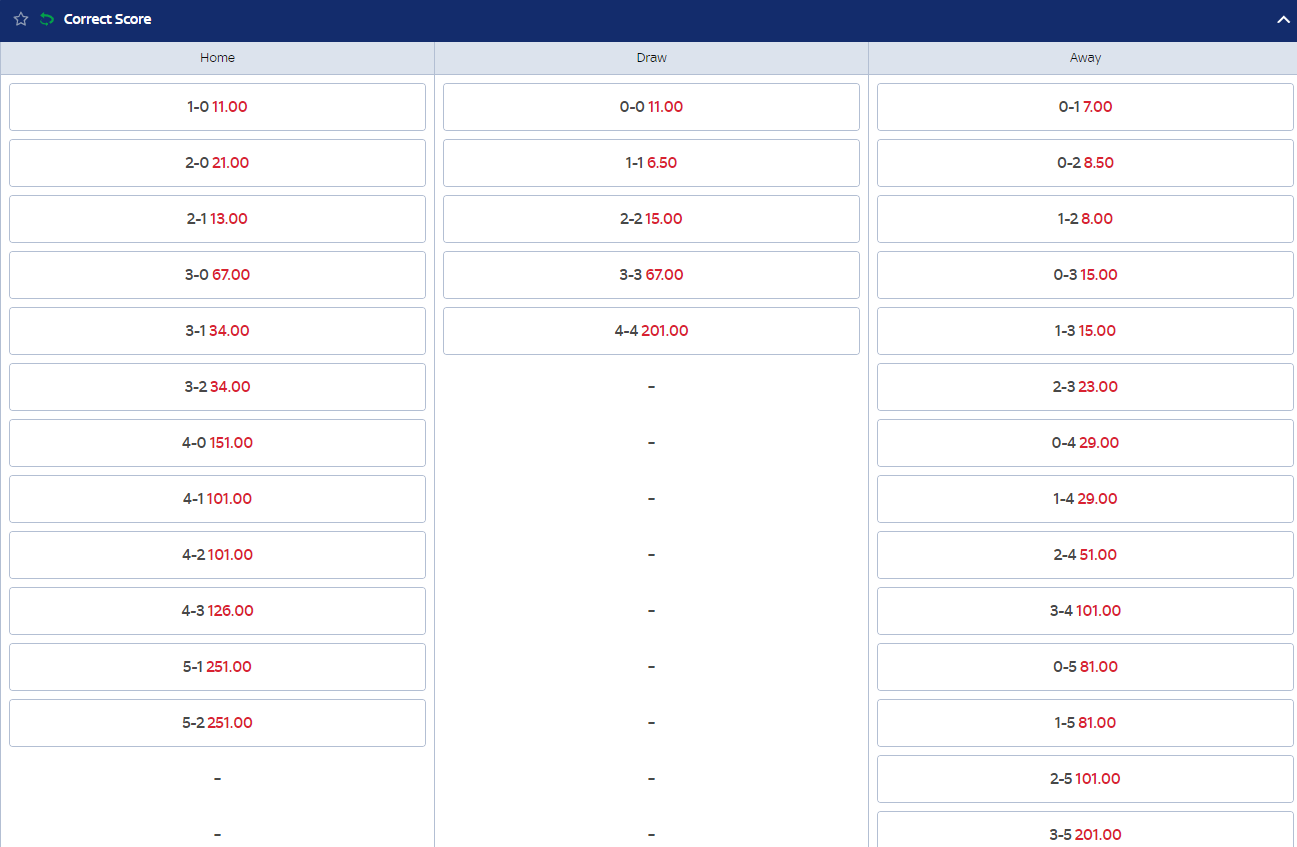 Correct Score
Home Draw Away
1-0 11.00 0-0 11.00 0-1 7.00
2-0 21.00 1-1 6.50 0-2 8.50
2-1 13.00 2-2 15.00 1-2 8.00
3-0 67.00 3-3 67.00 0-3 15.00
3-1 34.00 4-4 201.00 1-3 15.00
3-2 34.00 - 2-3 23.00
4-0 151.00 - 0-4 29.00
4-1 101.00 - 1-4 29.00
4-2 101.00 - 2-4 51.00
4-3 126.00 - 3-4 101.00
5-1 251.00 - 0-5 81.00
5-2 251.00 - 1-5 81.00
- - 2-5 101.00
- - 3-5 201.00